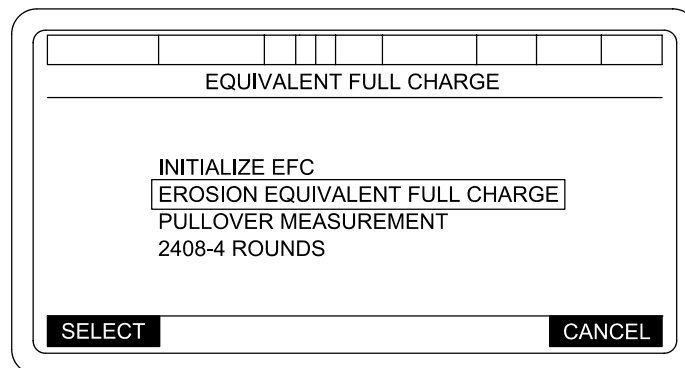 EQUIVALENT FULL CHARGE
INITIALIZE EFC
EROSION EQUIVALENT FULL CHARGE
PULLOVER MEASUREMENT
2408-4 ROUNDS
SELECT CANCEL